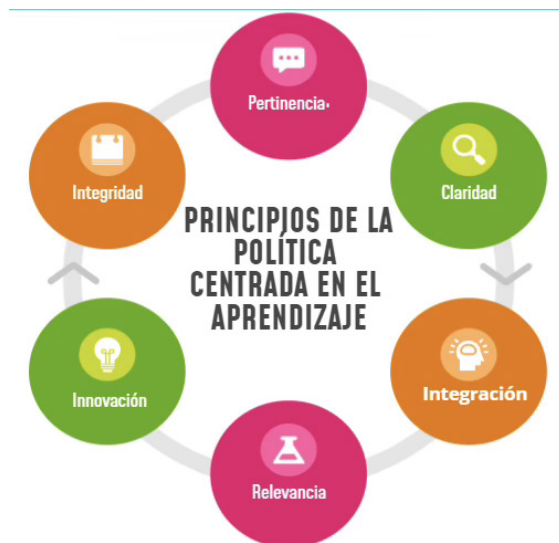 Pertinencia.
Integridad
Claridad
PRINCIPIOS DE LA
POLÍTICA
CENTRADA EN EL
APRENDIZAJE
Innovación
Integración
Relevancia